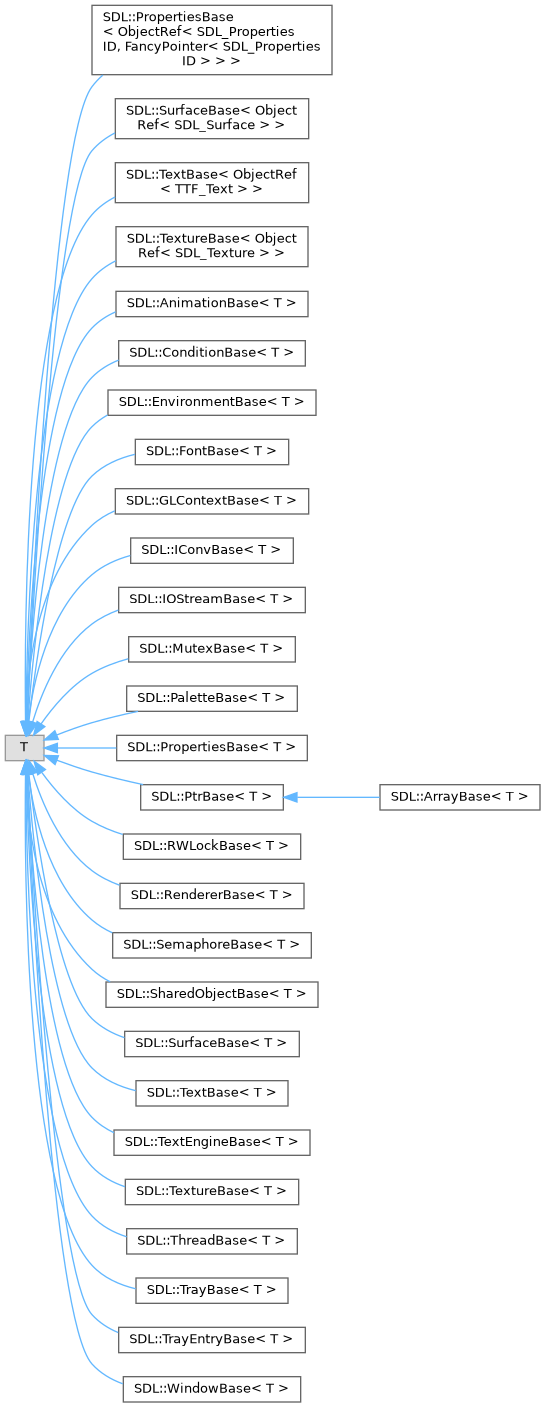 SDL::PropertiesBase
< ObjectRef< SDL_Properties
ID, FancyPointer< SDL_Properties
ID > > >
SDL::SurfaceBase< Object
Ref< SDL_Surface > >
SDL::TextBase< ObjectRef
< TTF_Text > >
SDL::TextureBase< Object
Ref< SDL_Texture > >
SDL::AnimationBase< T >
SDL::ConditionBase< T >
SDL::EnvironmentBase< T >
SDL::FontBase< T >
SDL::GLContextBase< T >
SDL::IConvBase< T >
SDL::IOStreamBase< T >
SDL::MutexBase< T >
SDL::PaletteBase< T >
T
SDL::PropertiesBase< T >
SDL::PtrBase< T >
SDL::ArrayBase< T >
SDL::RWLockBase< T >
SDL::RendererBase< T >
SDL::SemaphoreBase< T >
SDL::SharedObjectBase< T >
SDL::SurfaceBase< T >
SDL::TextBase< T >
SDL::TextEngineBase< T >
SDL::TextureBase< T >
SDL::ThreadBase< T >
SDL::TrayBase< T >
SDL::TrayEntryBase< T >
SDL::WindowBase< T >